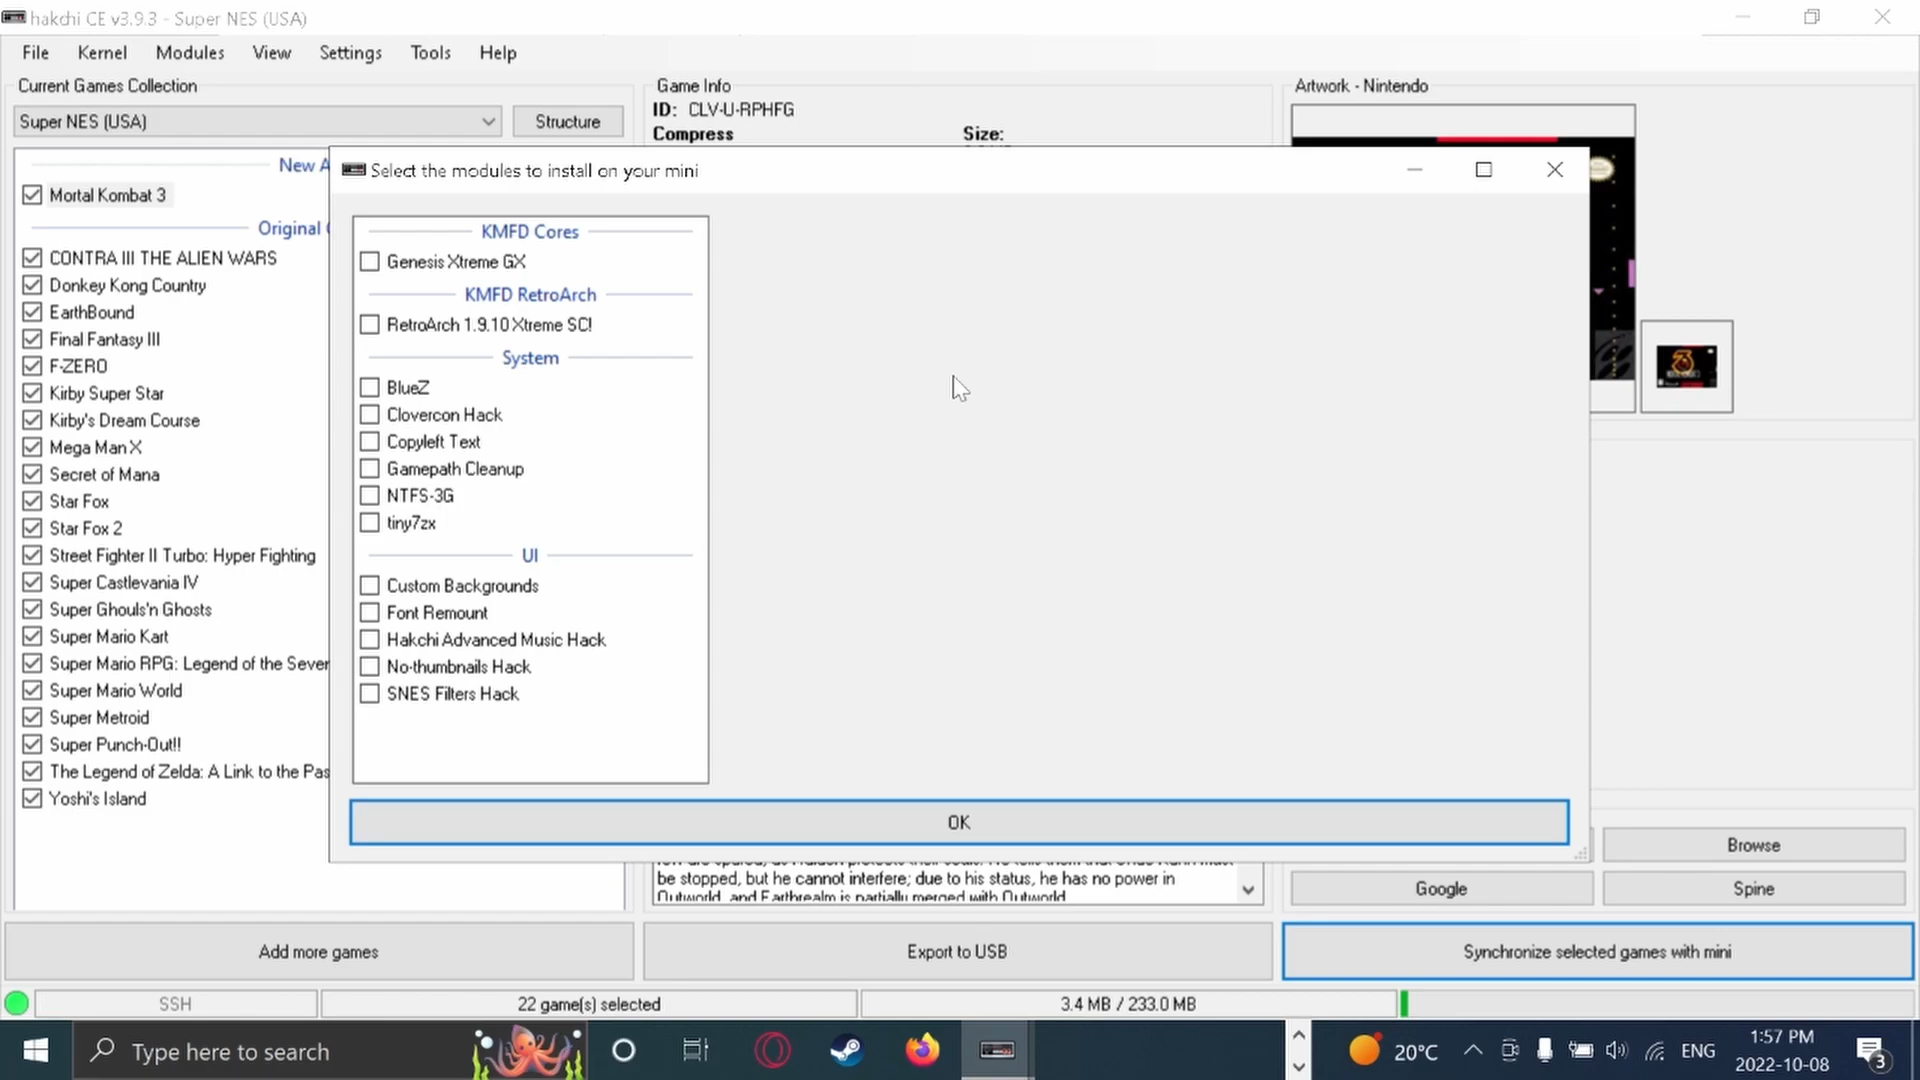 hakchi CE v3.9.3 - Super NES (USA)
File Kernel Modules View Settings Tools Help
Current Games Collection
Super NES (USA)
Structure
New A
Mortal Kombat 3
Original
CONTRA III THE ALIEN WARS
Donkey Kong Country
EarthBound
Final Fantasy III
F-ZERO
Kirby Super Star
Kirby's Dream Course
Mega Man X
Secret of Mana
Star Fox
Star Fox 2
Street Fighter II Turbo: Hyper Fighting
Super Castlevania IV
Super Ghouls'n Ghosts
Super Mario Kart
Super Mario RPG: Legend of the Sever
Super Mario World
Super Metroid
Super Punch-Out!!
The Legend of Zelda: A Link to the Pas
Yoshi's Island
Game Info
ID: CLV-U-RPHFG
Compress Size:
Artwork - Nintendo
Select the modules to install on your mini
KMFD Cores
Genesis Xtreme GX
KMFD RetroArch
RetroArch 1.9.10 Xtreme SC!
System
BlueZ
Clovercon Hack
Copyleft Text
Gamepath Cleanup
NTFS-3G
tiny7zx
UI
Custom Backgrounds
Font Remount
Hakchi Advanced Music Hack
No-thumbnails Hack
SNES Filters Hack
OK
be stopped, but he cannot interfere; due to his status, he has no power in
Outworld, and Earthrealm is partially merged with Outworld
Browse
Google
Spine
Add more games
Export to USB
Synchronize selected games with mini
SSH
22 game(s) selected
3.4 MB / 233.0 MB
Type here to search
20°C
ENG
1:57 PM
2022-10-08
3